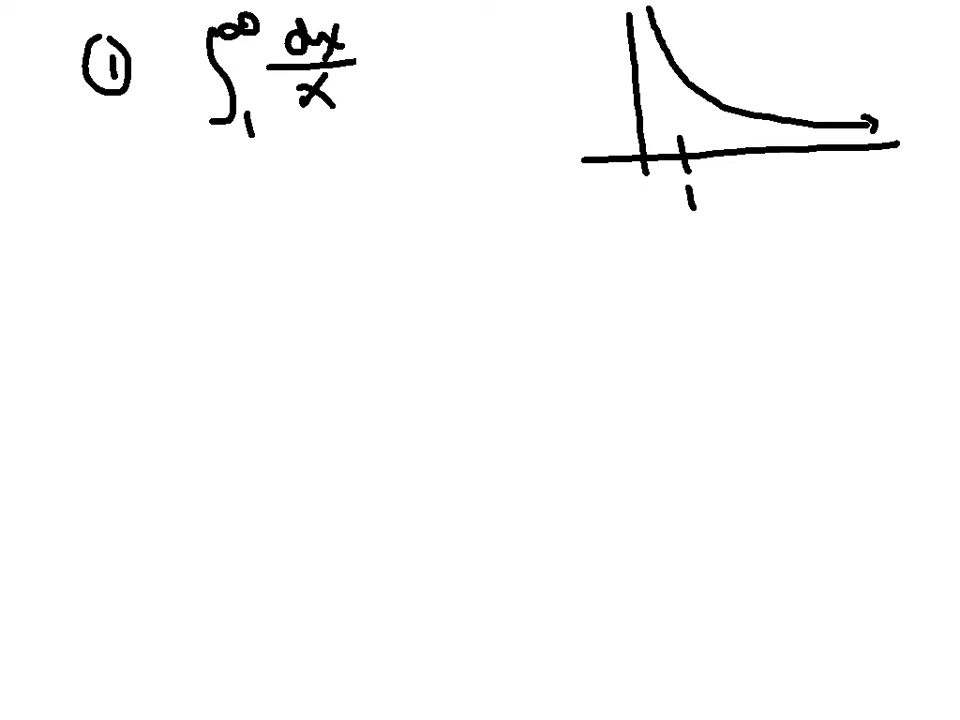 ① ∫₁^∞ dx/x
1